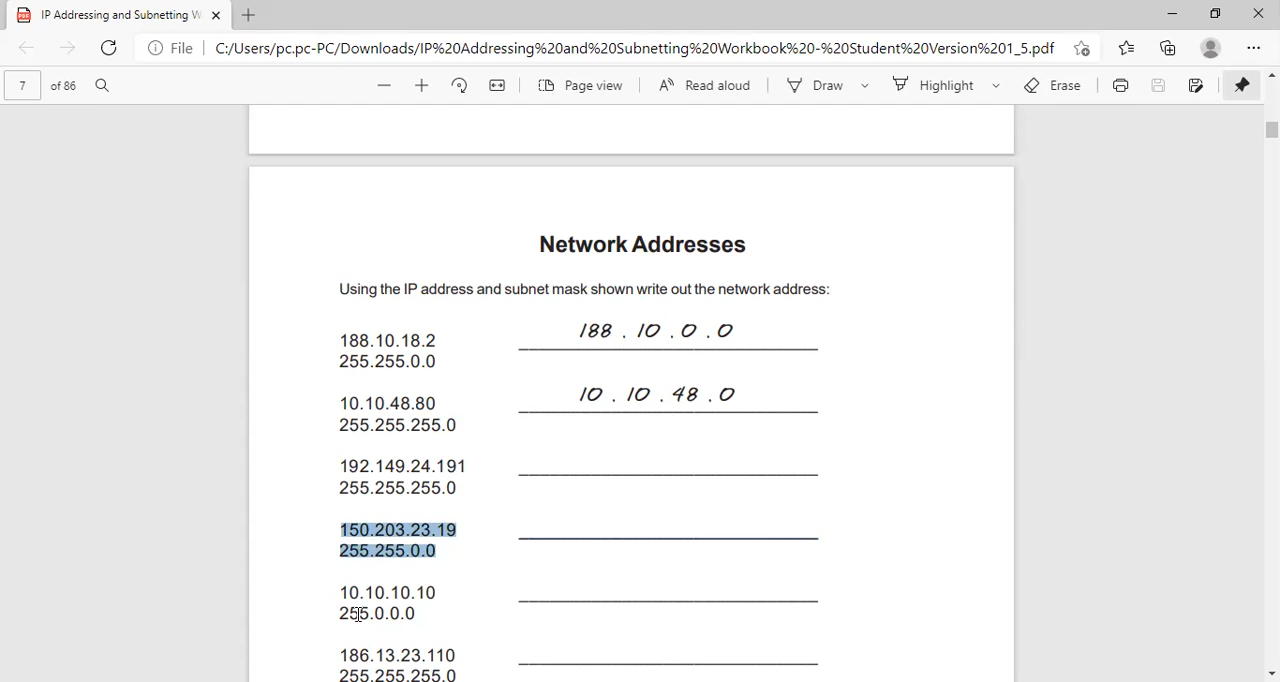 IP Addressing and Subnetting W
File C:/Users/pc.pc-PC/Downloads/IP%20Addressing%20and%20Subnetting%20Workbook%20-%20Student%20Version%201_5.pdf
7 of 86 Page view Read aloud Draw Highlight Erase
Network Addresses
Using the IP address and subnet mask shown write out the network address:
188.10.18.2 188 . 10 . 0 . 0
255.255.0.0
10.10.48.80 10 . 10 . 48 . 0
255.255.255.0
192.149.24.191
255.255.255.0
150.203.23.19
255.255.0.0
10.10.10.10
255.0.0.0
186.13.23.110
255.255.255.0